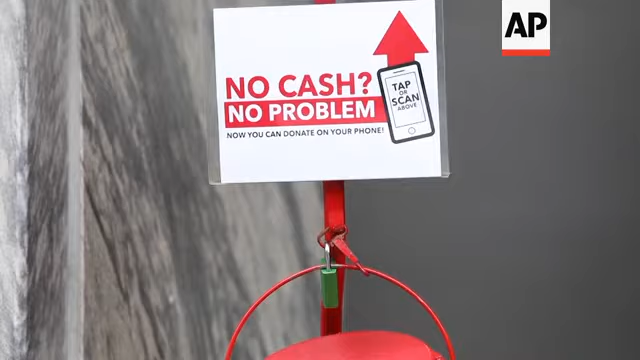 AP
NO CASH?
NO PROBLEM
NOW YOU CAN DONATE ON YOUR PHONE!
TAP
OR
SCAN
ABOVE